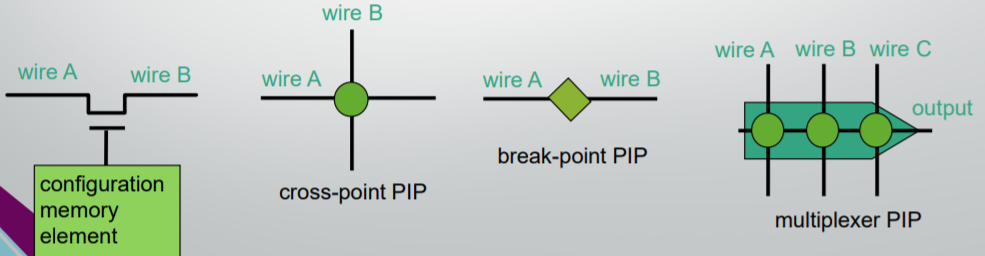 wire A
wire B
configuration
memory
element
wire B
wire A
cross-point PIP
wire A
wire B
break-point PIP
wire A wire B wire C
output
multiplexer PIP